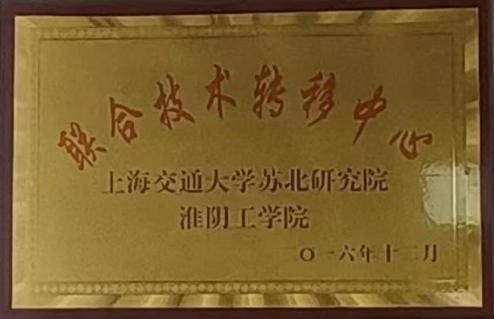 联合技术转移中心
上海交通大学苏北研究院
淮阴工学院
二〇一六年十二月